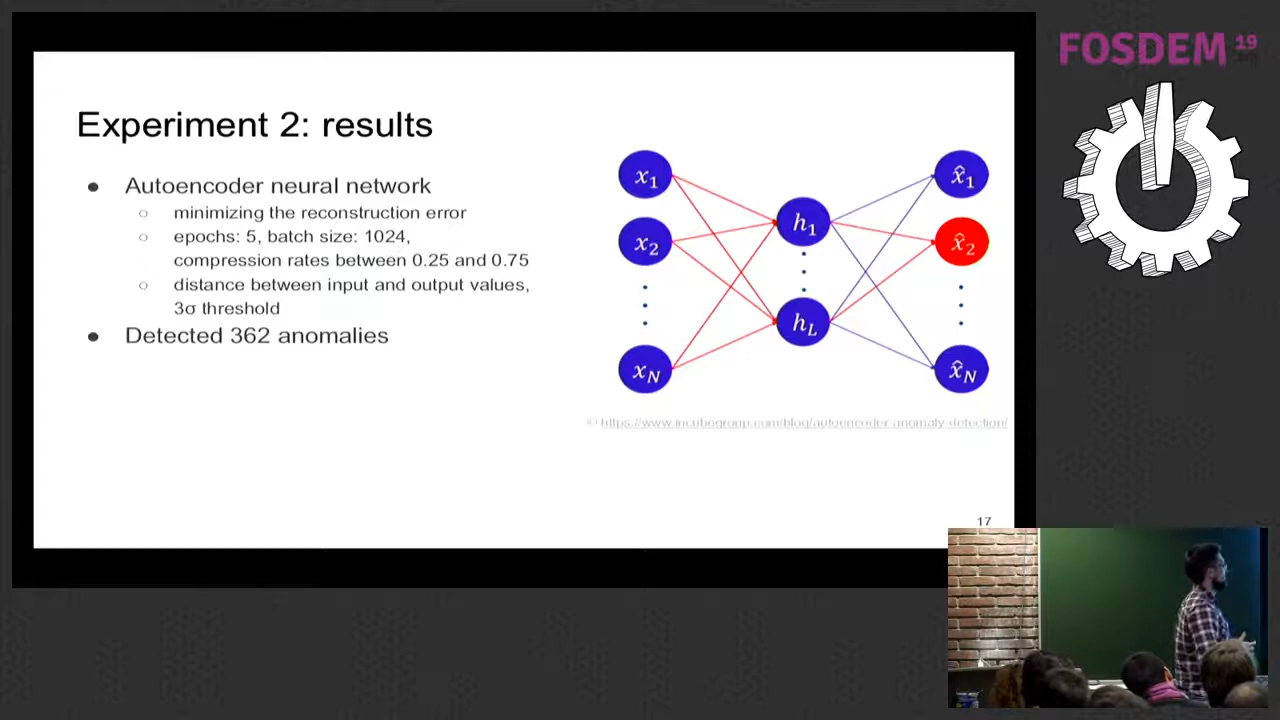 FOSDEM 19
Experiment 2: results
● Autoencoder neural network
○ minimizing the reconstruction error
○ epochs: 5, batch size: 1024,
compression rates between 0.25 and 0.75
○ distance between input and output values,
3σ threshold
● Detected 362 anomalies
x₁
x₂
x_N
h₁
h_L
x̂₁
x̂₂
x̂_N
© https://www.incubegroup.com/blog/autoencoder-anomaly-detection/
17